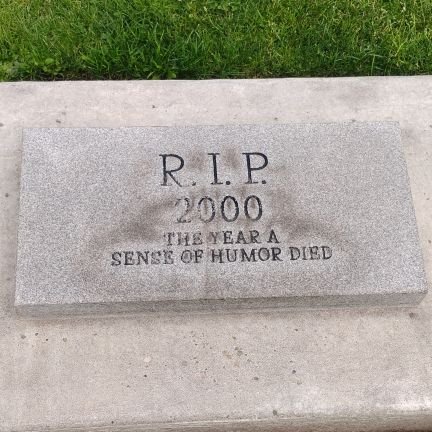 R.I.P.
2000
THE YEAR A
SENSE OF HUMOR DIED